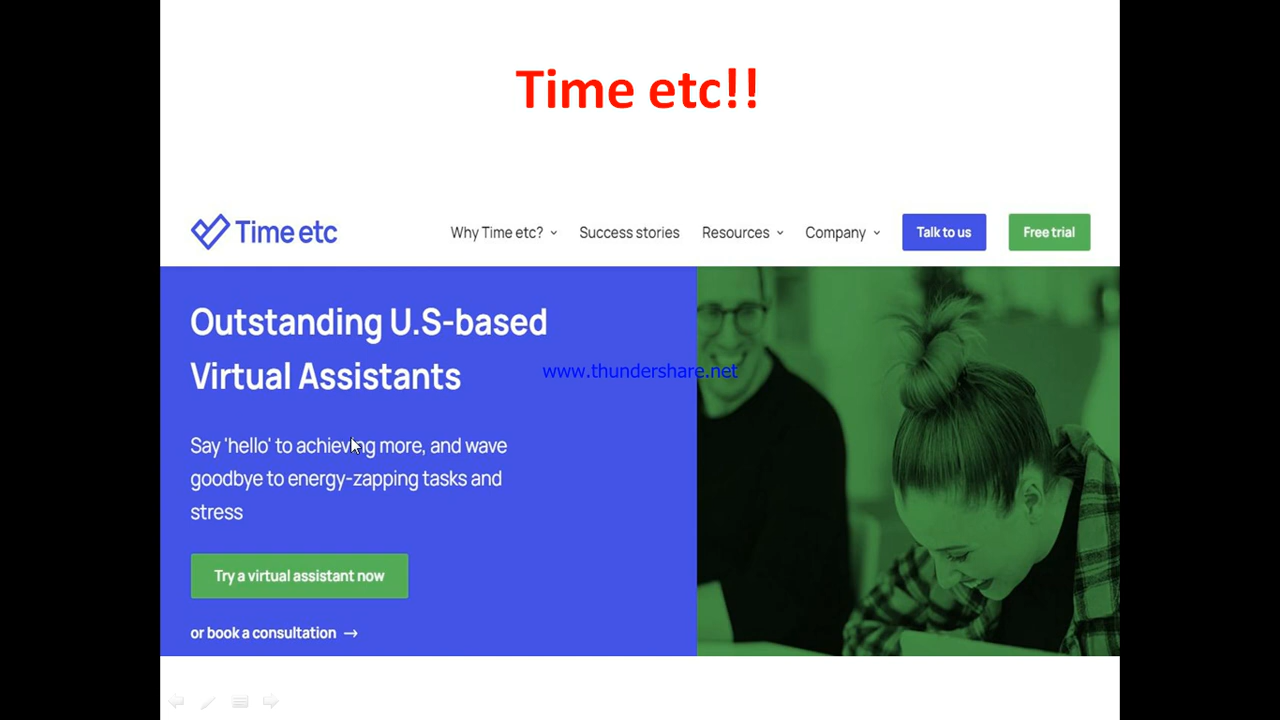 Time etc!!
Time etc
Why Time etc? Success stories Resources Company Talk to us Free trial
Outstanding U.S-based
Virtual Assistants
www.thundershare.net
Say 'hello' to achieving more, and wave
goodbye to energy-zapping tasks and
stress
Try a virtual assistant now
or book a consultation →